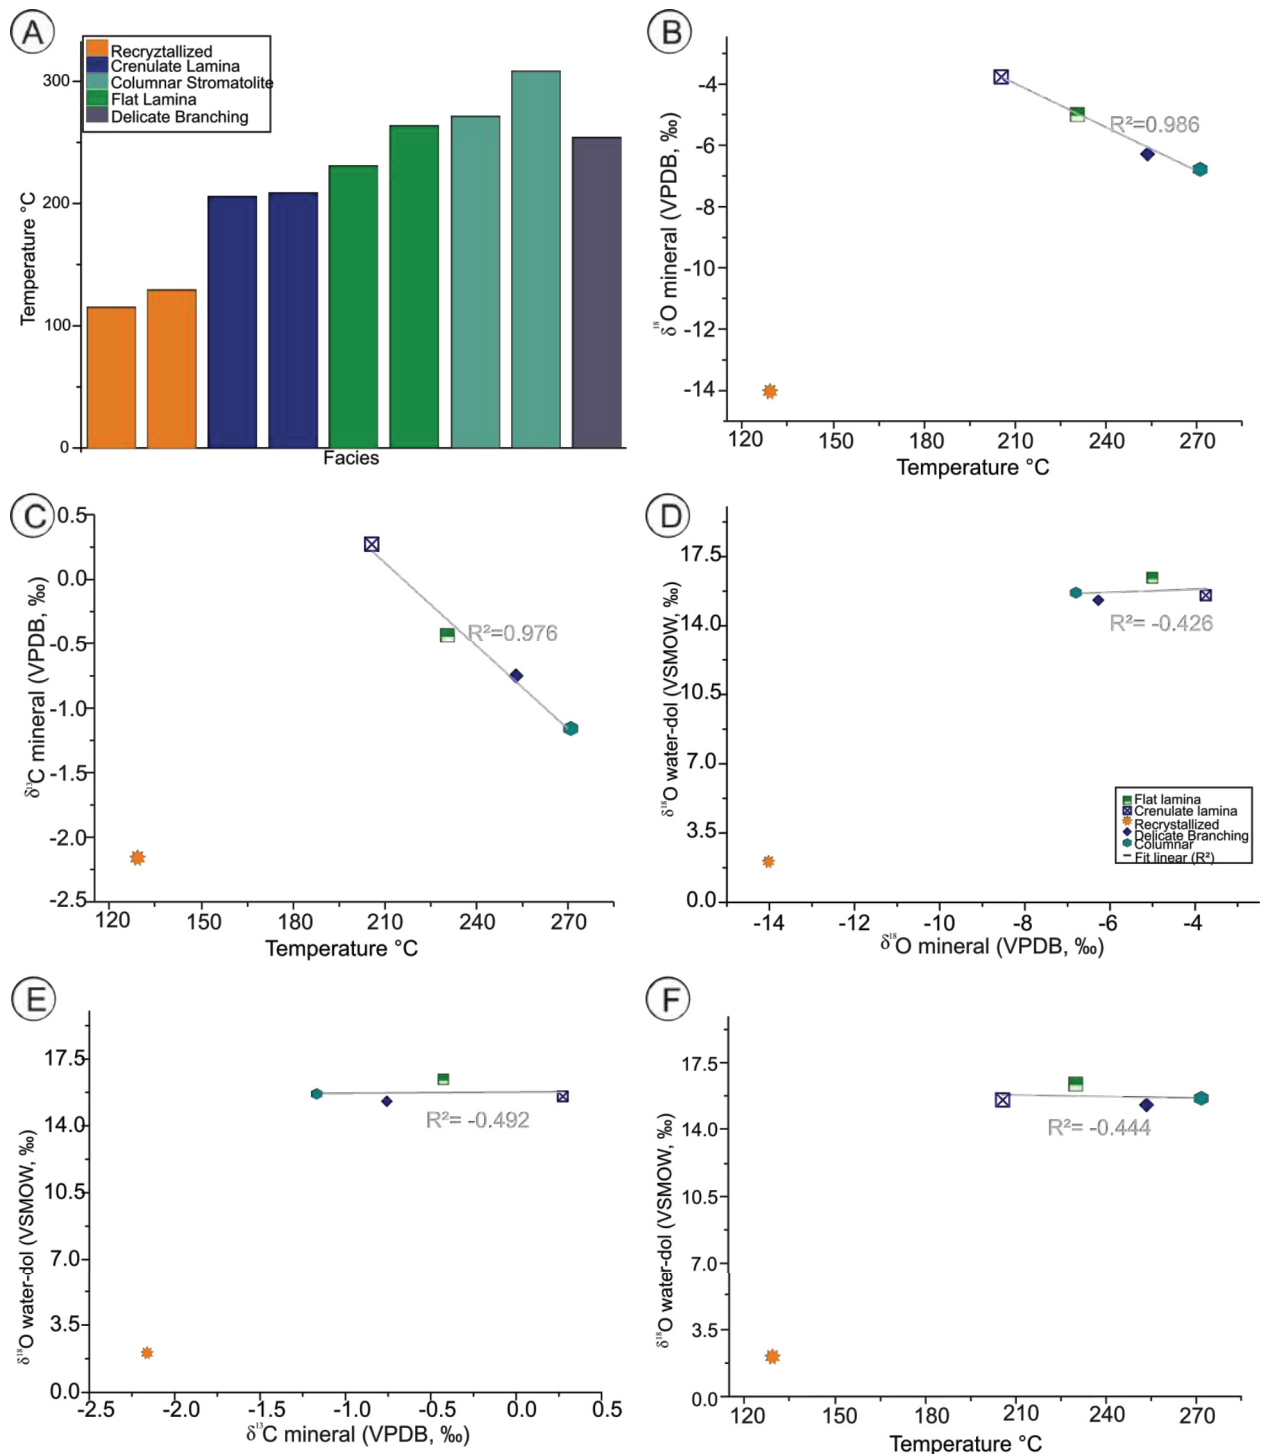 A
Recryztallized
Crenulate Lamina
Columnar Stromatolite
Flat Lamina
Delicate Branching
300
200
100
0
Temperature °C
Facies
B
-4
-6
-8
-10
-12
-14
δ¹⁸O mineral (VPDB, ‰)
R²=0.986
120 150 180 210 240 270
Temperature °C
C
0.5
0.0
-0.5
-1.0
-1.5
-2.0
-2.5
δ¹³C mineral (VPDB, ‰)
R²=0.976
120 150 180 210 240 270
Temperature °C
D
17.5
14.0
10.5
7.0
3.5
0.0
δ¹⁸O water-dol (VSMOW, ‰)
R²= -0.426
Flat lamina
Crenulate lamina
Recrystallized
Delicate Branching
Columnar
Fit linear (R²)
-14 -12 -10 -8 -6 -4
δ¹⁸O mineral (VPDB, ‰)
E
17.5
14.0
10.5
7.0
3.5
0.0
δ¹⁸O water-dol (VSMOW, ‰)
R²= -0.492
-2.5 -2.0 -1.5 -1.0 -0.5 0.0 0.5
δ¹³C mineral (VPDB, ‰)
F
17.5
14.0
10.5
7.0
3.5
0.0
δ¹⁸O water-dol (VSMOW, ‰)
R²= -0.444
120 150 180 210 240 270
Temperature °C